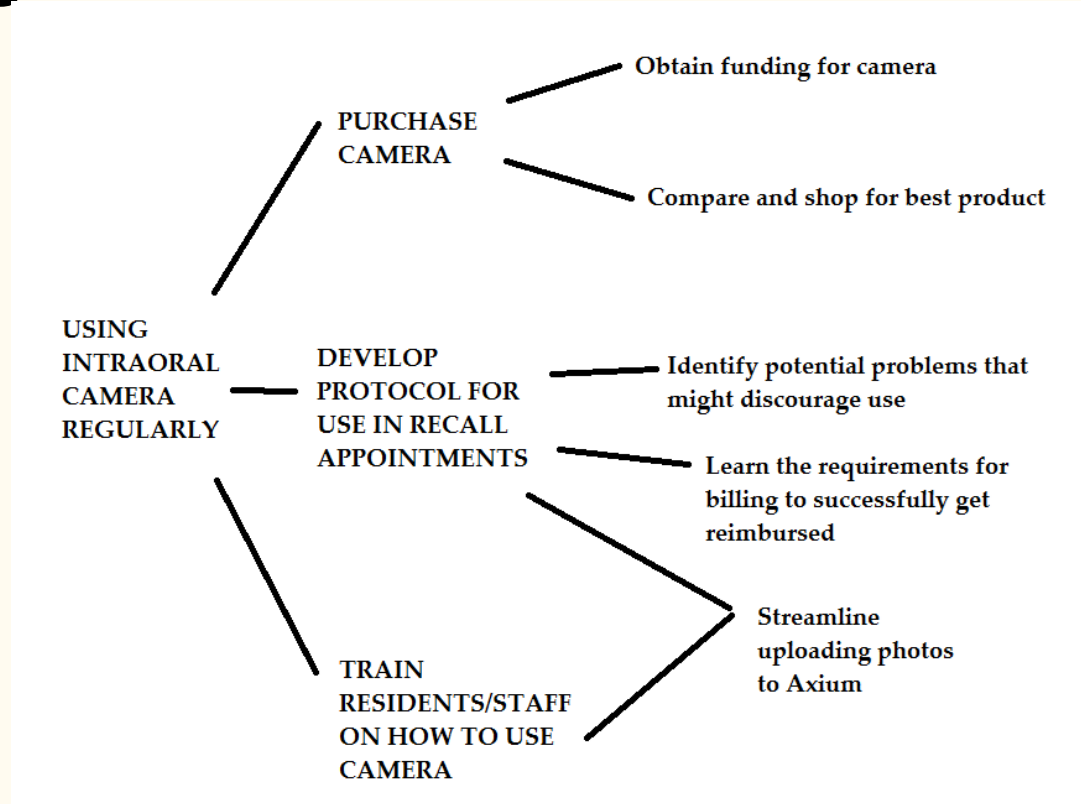 Obtain funding for camera
PURCHASE
CAMERA
Compare and shop for best product
USING
INTRAORAL
CAMERA
REGULARLY
DEVELOP
PROTOCOL FOR
USE IN RECALL
APPOINTMENTS
Identify potential problems that
might discourage use
Learn the requirements for
billing to successfully get
reimbursed
Streamline
uploading photos
to Axium
TRAIN
RESIDENTS/STAFF
ON HOW TO USE
CAMERA